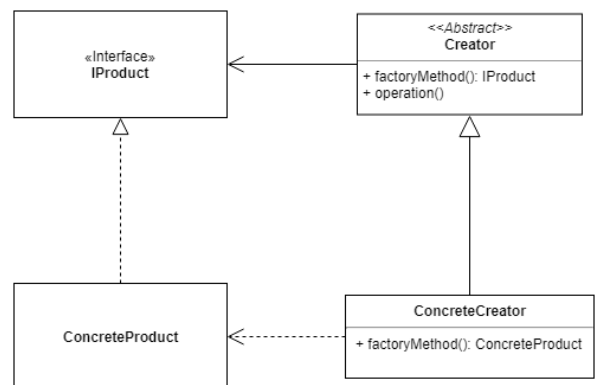 «Interface»
IProduct
<<Abstract>>
Creator
+ factoryMethod(): IProduct
+ operation()
ConcreteProduct
ConcreteCreator
+ factoryMethod(): ConcreteProduct